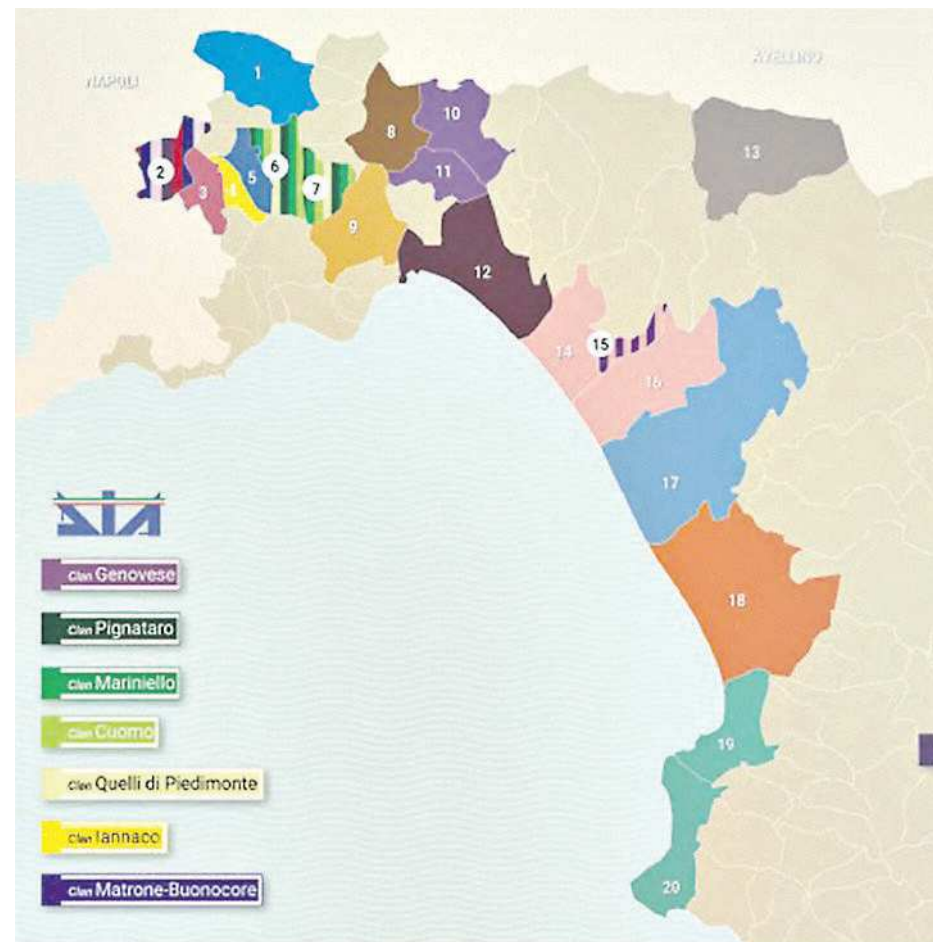 NAPOLI
AVELLINO
1
2
3
4
5
6
7
8
9
10
11
12
13
14
15
16
17
18
19
20
DIA
Clan Genovese
Clan Pignataro
Clan Mariniello
Clan Cuomo
Clan Quelli di Piedimonte
Clan Iannaco
Clan Matrone-Buonocore